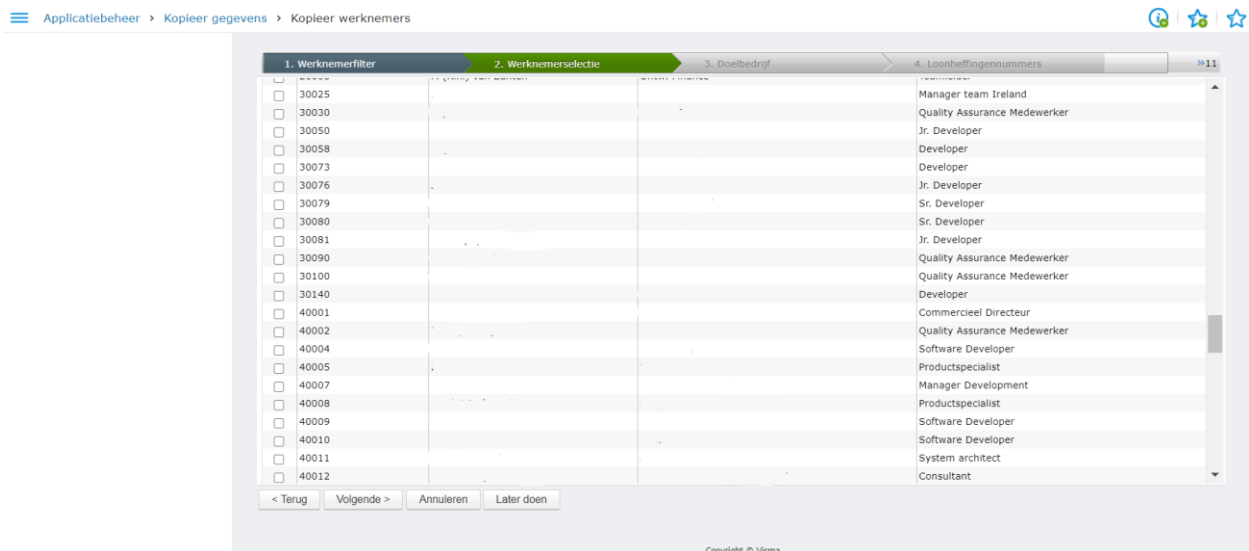 Applicatiebeheer > Kopieer gegevens > Kopieer werknemers
1. Werknemerfilter 2. Werknemerselectie 3. Doelbedrijf 4. Loonheffingennummers »11
30025 Manager team Ireland
30030 Quality Assurance Medewerker
30050 Jr. Developer
30058 Developer
30073 Developer
30076 Jr. Developer
30079 Sr. Developer
30080 Sr. Developer
30081 Jr. Developer
30090 Quality Assurance Medewerker
30100 Quality Assurance Medewerker
30140 Developer
40001 Commercieel Directeur
40002 Quality Assurance Medewerker
40004 Software Developer
40005 Productspecialist
40007 Manager Development
40008 Productspecialist
40009 Software Developer
40010 Software Developer
40011 System architect
40012 Consultant
< Terug Volgende > Annuleren Later doen
Copyright © Visma